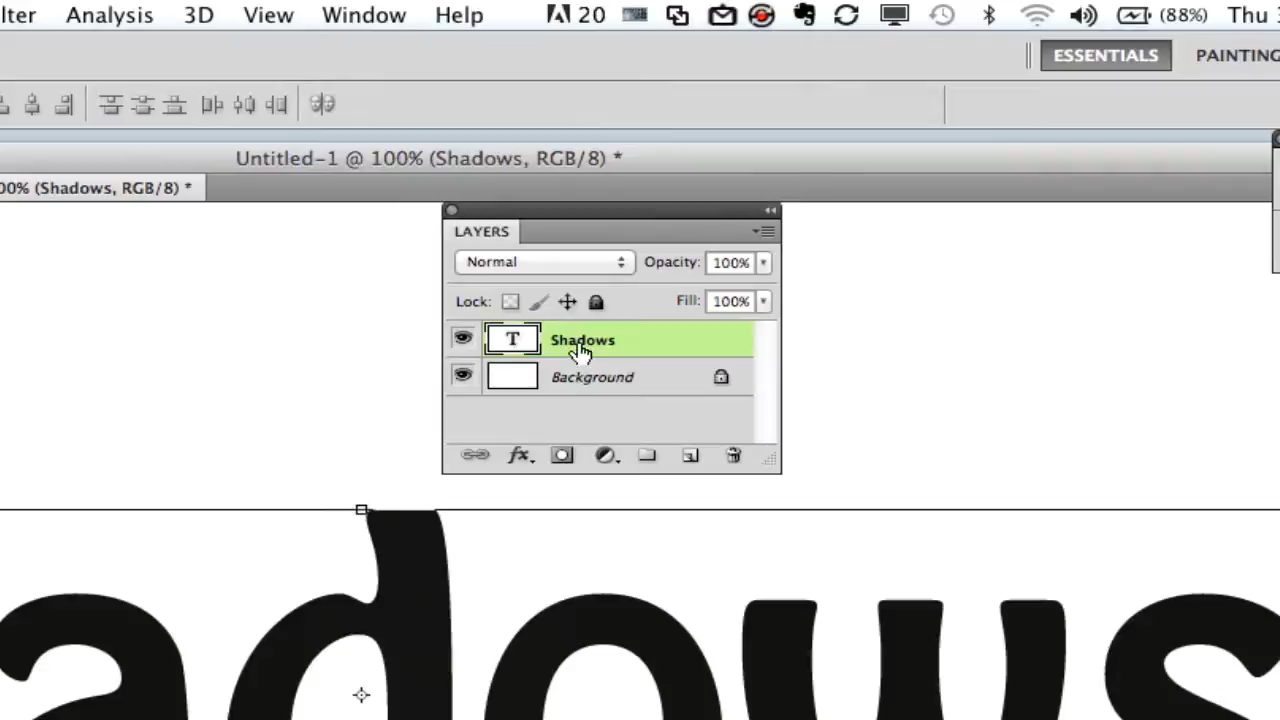 lter Analysis 3D View Window Help 20 (88%) Thu
ESSENTIALS PAINTING
Untitled-1 @ 100% (Shadows, RGB/8) *
00% (Shadows, RGB/8) *
LAYERS
Normal Opacity: 100%
Lock: Fill: 100%
T Shadows
Background
fx
adows